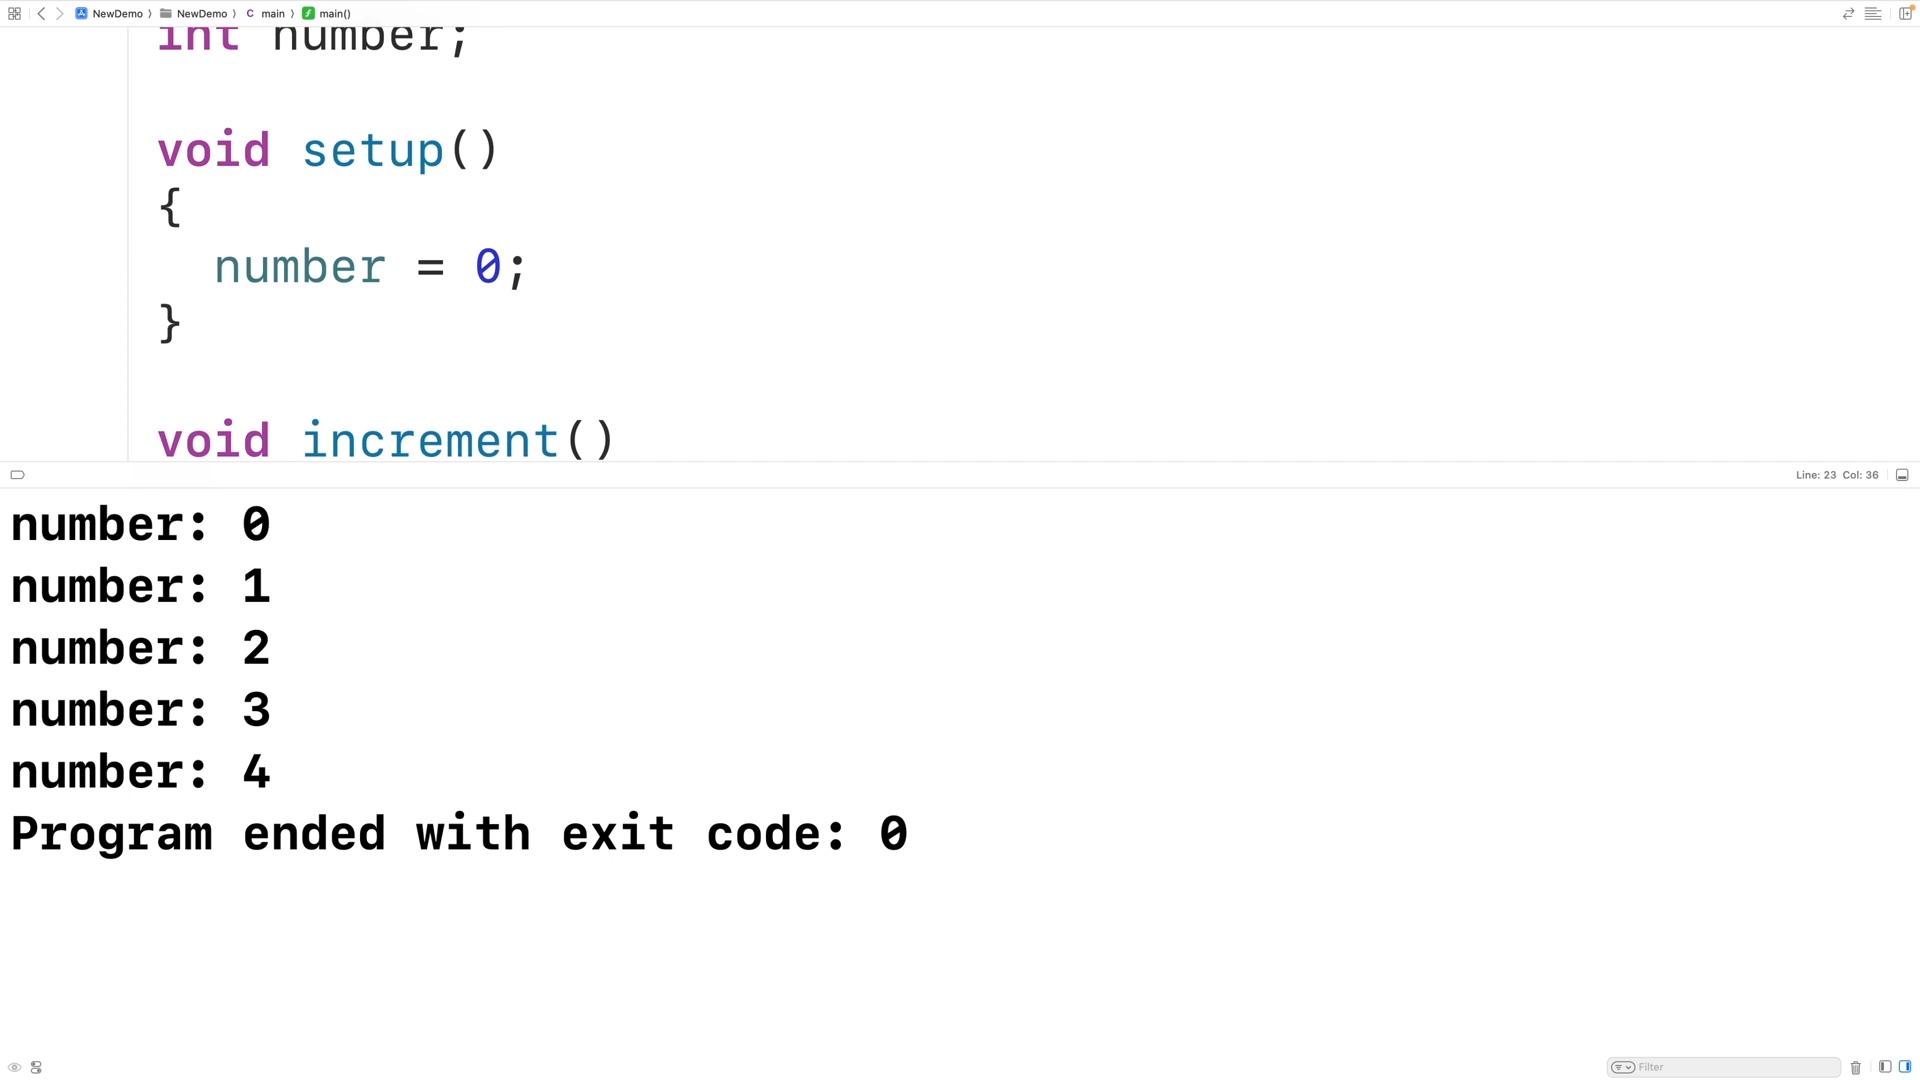 NewDemo 〉 NewDemo 〉 C main 〉 f main()
int number;
void setup()
{
number = 0;
}
void increment()
Line: 23 Col: 36
number: 0
number: 1
number: 2
number: 3
number: 4
Program ended with exit code: 0
Filter